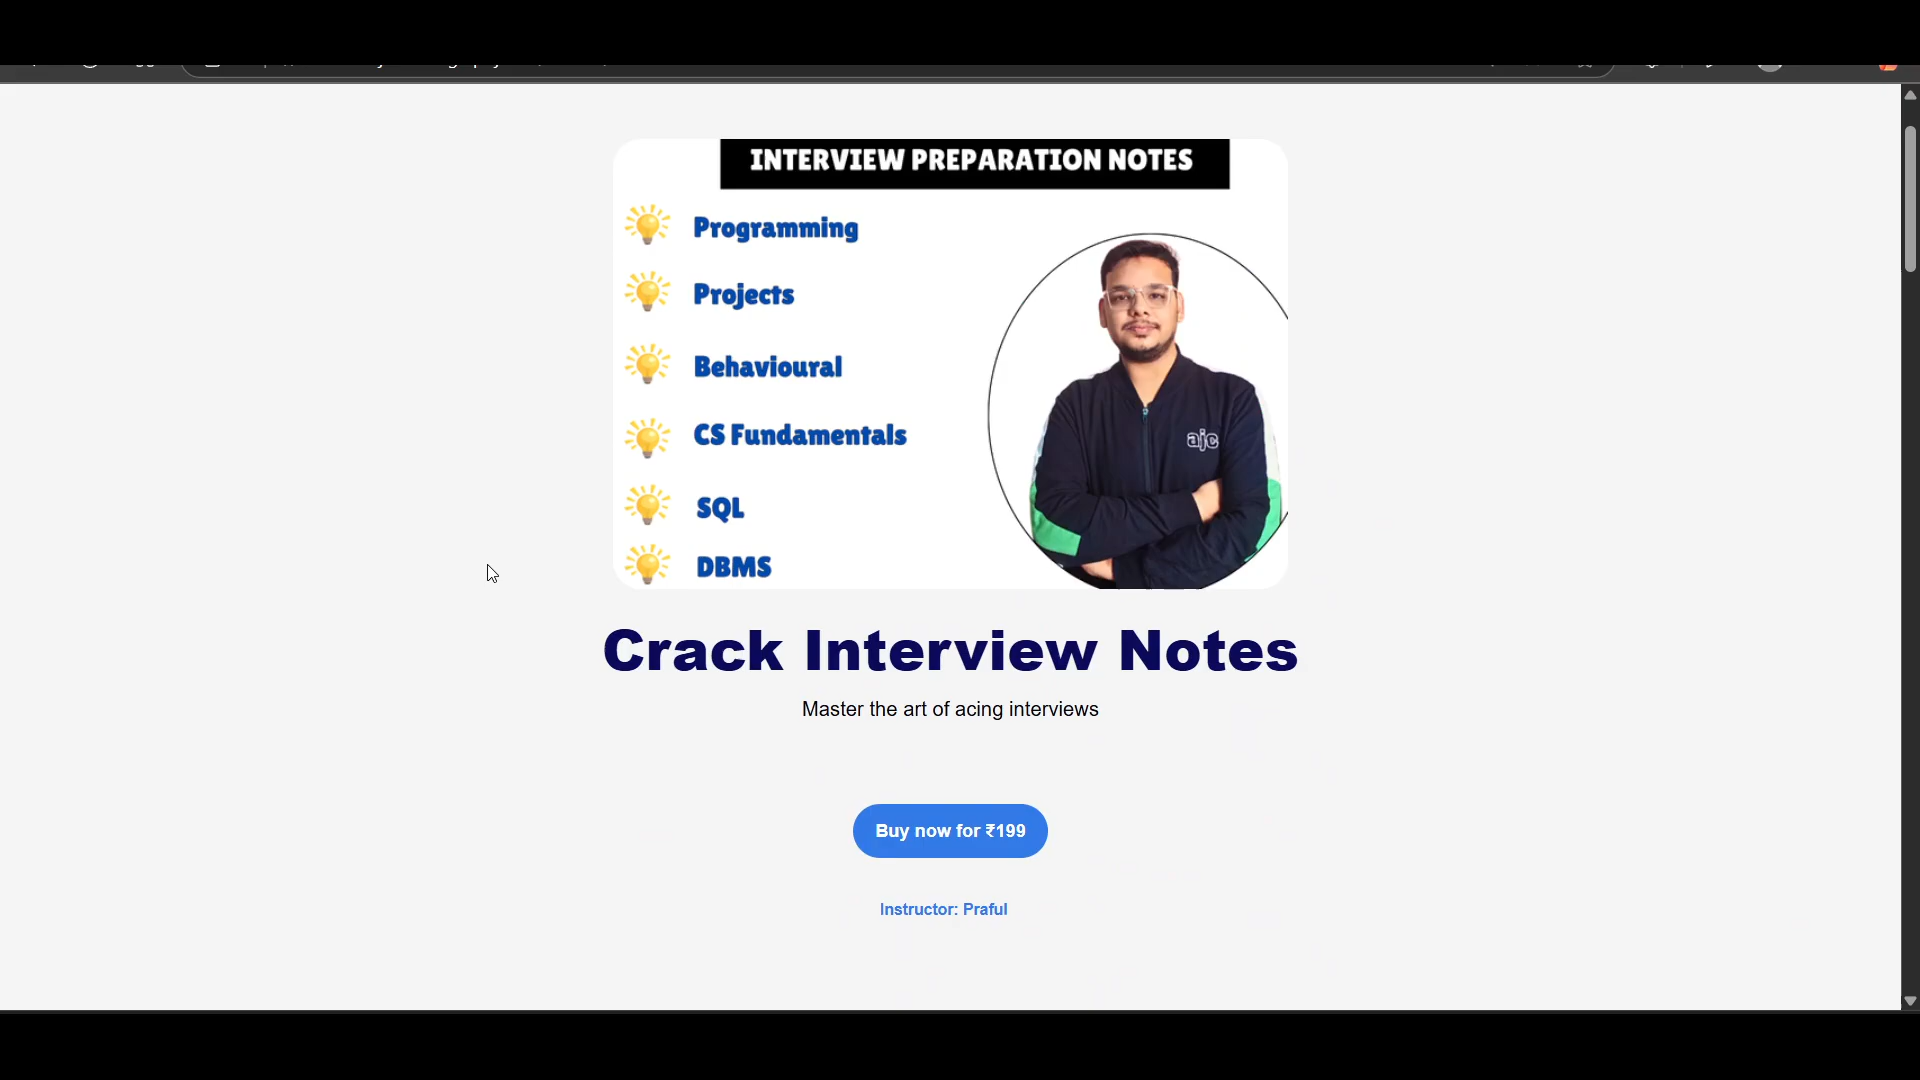 INTERVIEW PREPARATION NOTES
Programming
Projects
Behavioural
CS Fundamentals
SQL
DBMS
ajc
Crack Interview Notes
Master the art of acing interviews
Buy now for ₹199
Instructor: Praful